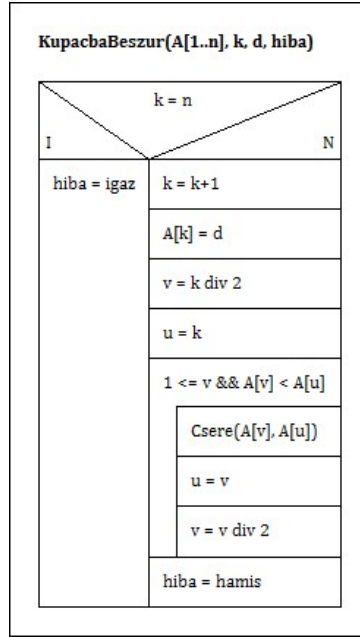 KupacbaBeszur(A[1..n], k, d, hiba)
k = n
I
N
hiba = igaz
k = k+1
A[k] = d
v = k div 2
u = k
1 <= v && A[v] < A[u]
Csere(A[v], A[u])
u = v
v = v div 2
hiba = hamis